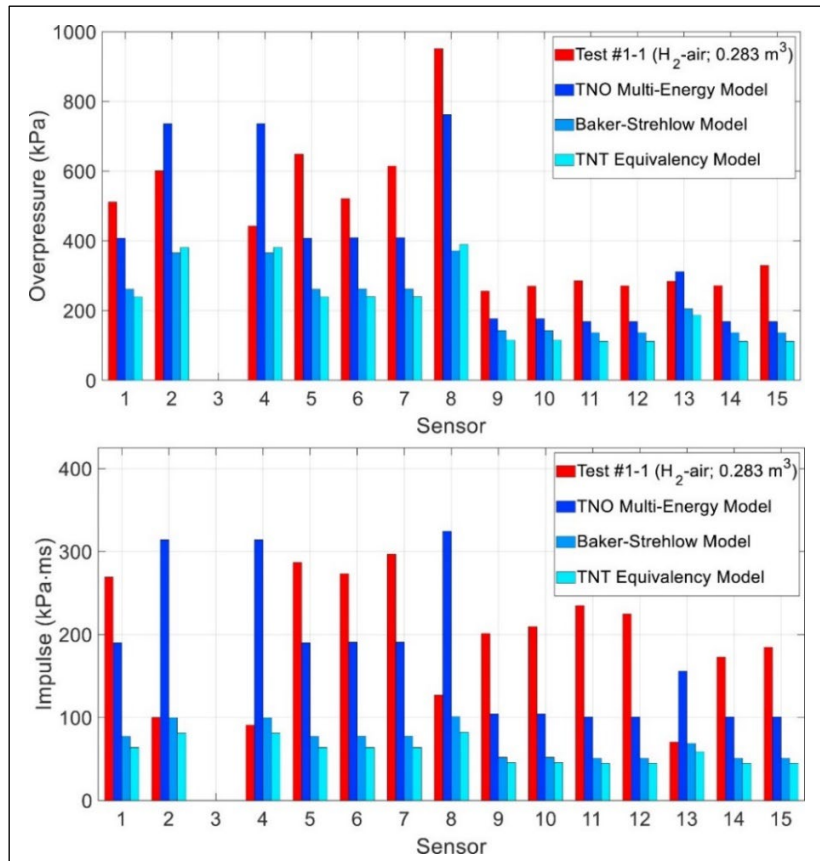 1000
800
600
400
200
0
Overpressure (kPa)
Test #1-1 (H₂-air; 0.283 m³)
TNO Multi-Energy Model
Baker-Strehlow Model
TNT Equivalency Model
1 2 3 4 5 6 7 8 9 10 11 12 13 14 15
Sensor
400
300
200
100
0
Impulse (kPa·ms)
Test #1-1 (H₂-air; 0.283 m³)
TNO Multi-Energy Model
Baker-Strehlow Model
TNT Equivalency Model
1 2 3 4 5 6 7 8 9 10 11 12 13 14 15
Sensor